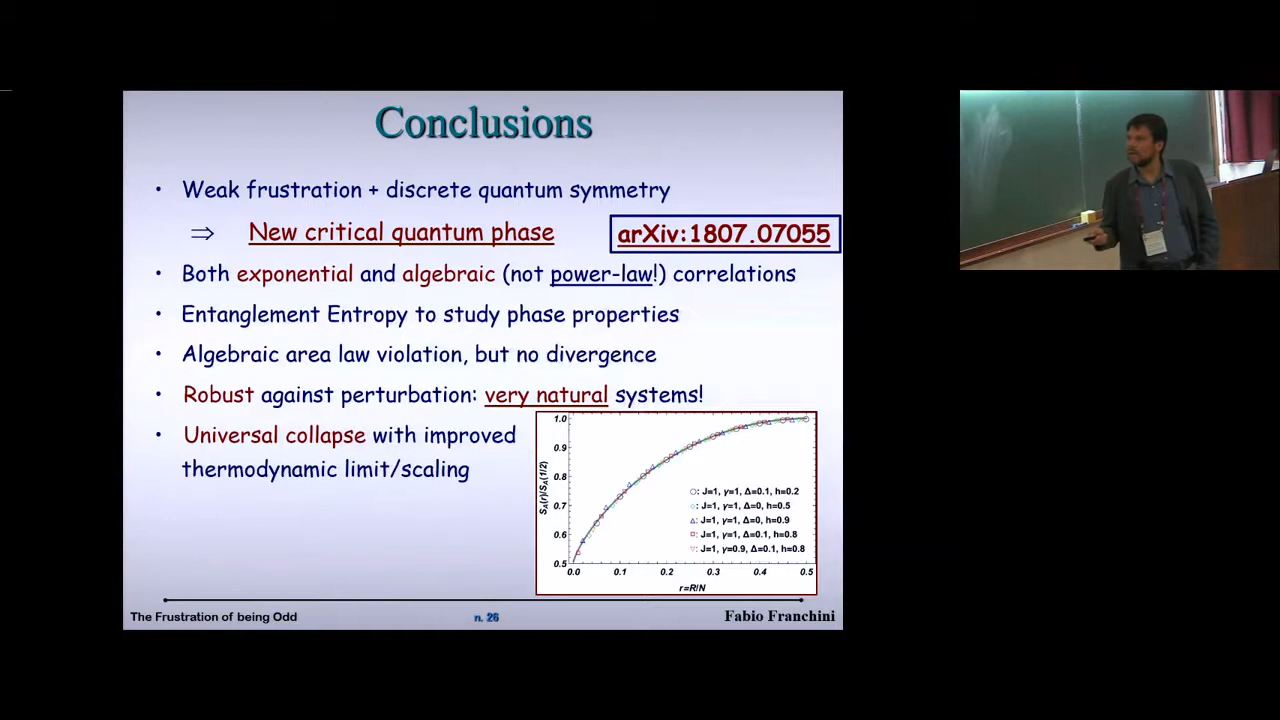 Conclusions
• Weak frustration + discrete quantum symmetry
⇒ New critical quantum phase
arXiv:1807.07055
• Both exponential and algebraic (not power-law!) correlations
• Entanglement Entropy to study phase properties
• Algebraic area law violation, but no divergence
• Robust against perturbation: very natural systems!
• Universal collapse with improved
thermodynamic limit/scaling
1.0
0.9
0.8
0.7
0.6
0.5
S_A(r)/S_A(1/2)
○: J=1, γ=1, Δ=0.1, h=0.2
◇: J=1, γ=1, Δ=0, h=0.5
△: J=1, γ=1, Δ=0, h=0.9
□: J=1, γ=1, Δ=0.1, h=0.8
▽: J=1, γ=0.9, Δ=0.1, h=0.8
0.0 0.1 0.2 0.3 0.4 0.5
r=R/N
The Frustration of being Odd
n. 26
Fabio Franchini